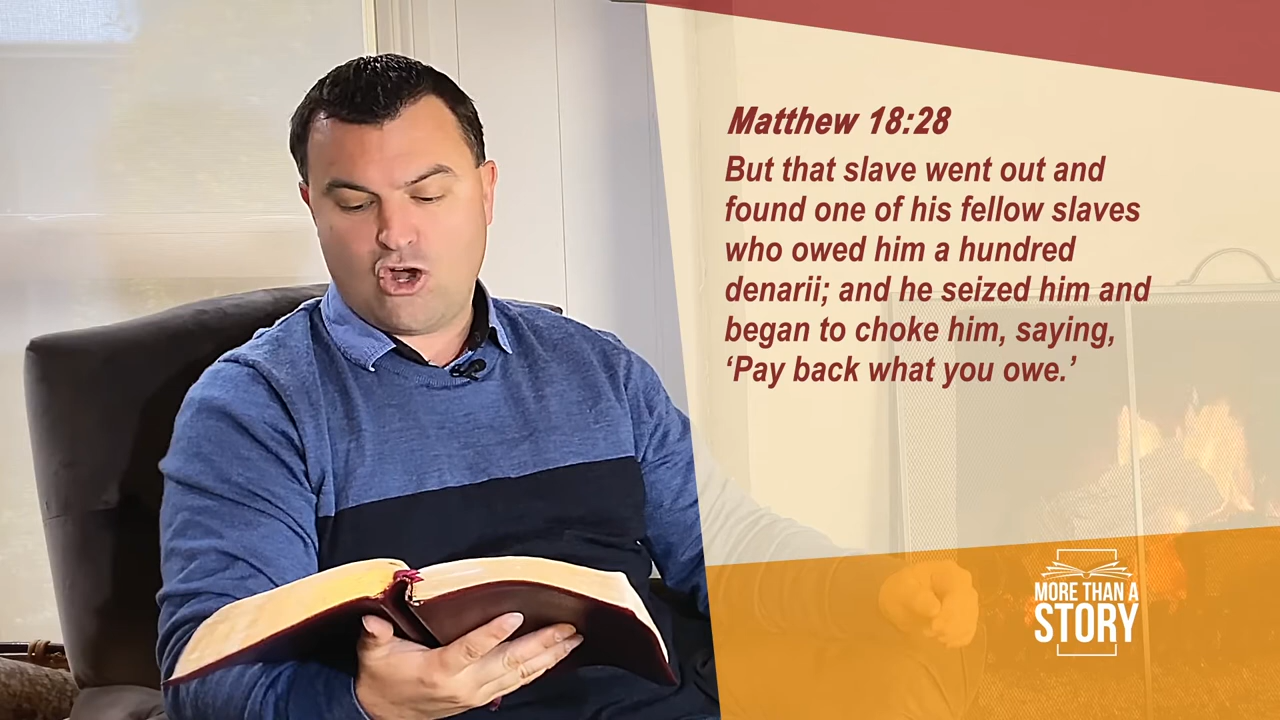 Matthew 18:28
But that slave went out and
found one of his fellow slaves
who owed him a hundred
denarii; and he seized him and
began to choke him, saying,
‘Pay back what you owe.’
MORE THAN A
STORY